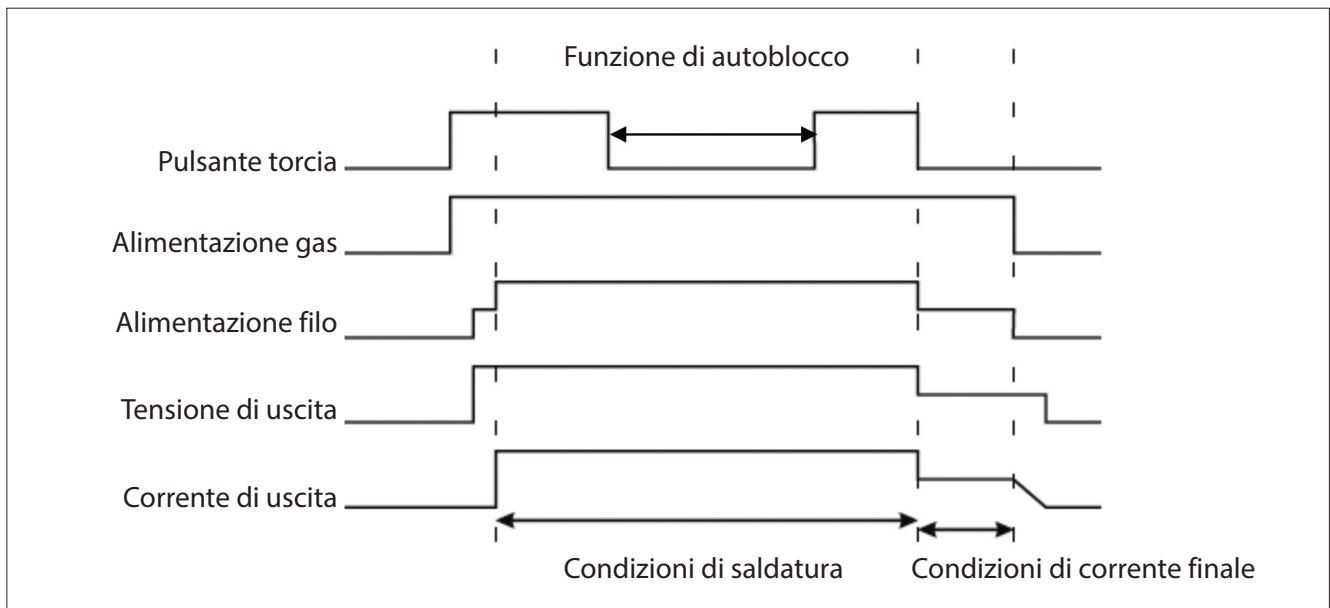 Funzione di autoblocco
Pulsante torcia
Alimentazione gas
Alimentazione filo
Tensione di uscita
Corrente di uscita
Condizioni di saldatura
Condizioni di corrente finale